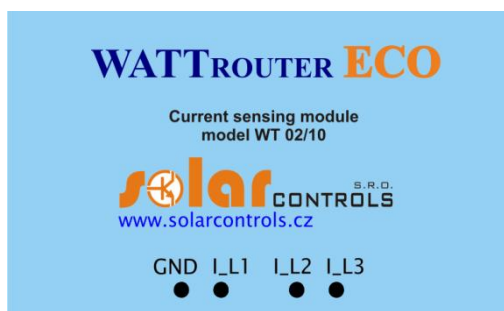 WATTROUTER ECO
Current sensing module
model WT 02/10
solar CONTROLS S.R.O.
www.solarcontrols.cz
GND I_L1 I_L2 I_L3